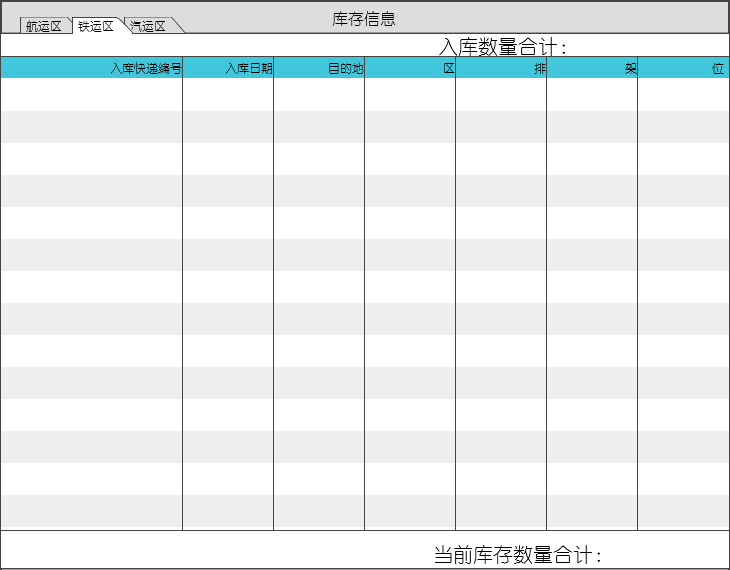 库存信息
航运区 铁运区 汽运区
入库数量合计：
入库快递编号 入库日期 目的地 区 排 架 位
当前库存数量合计：